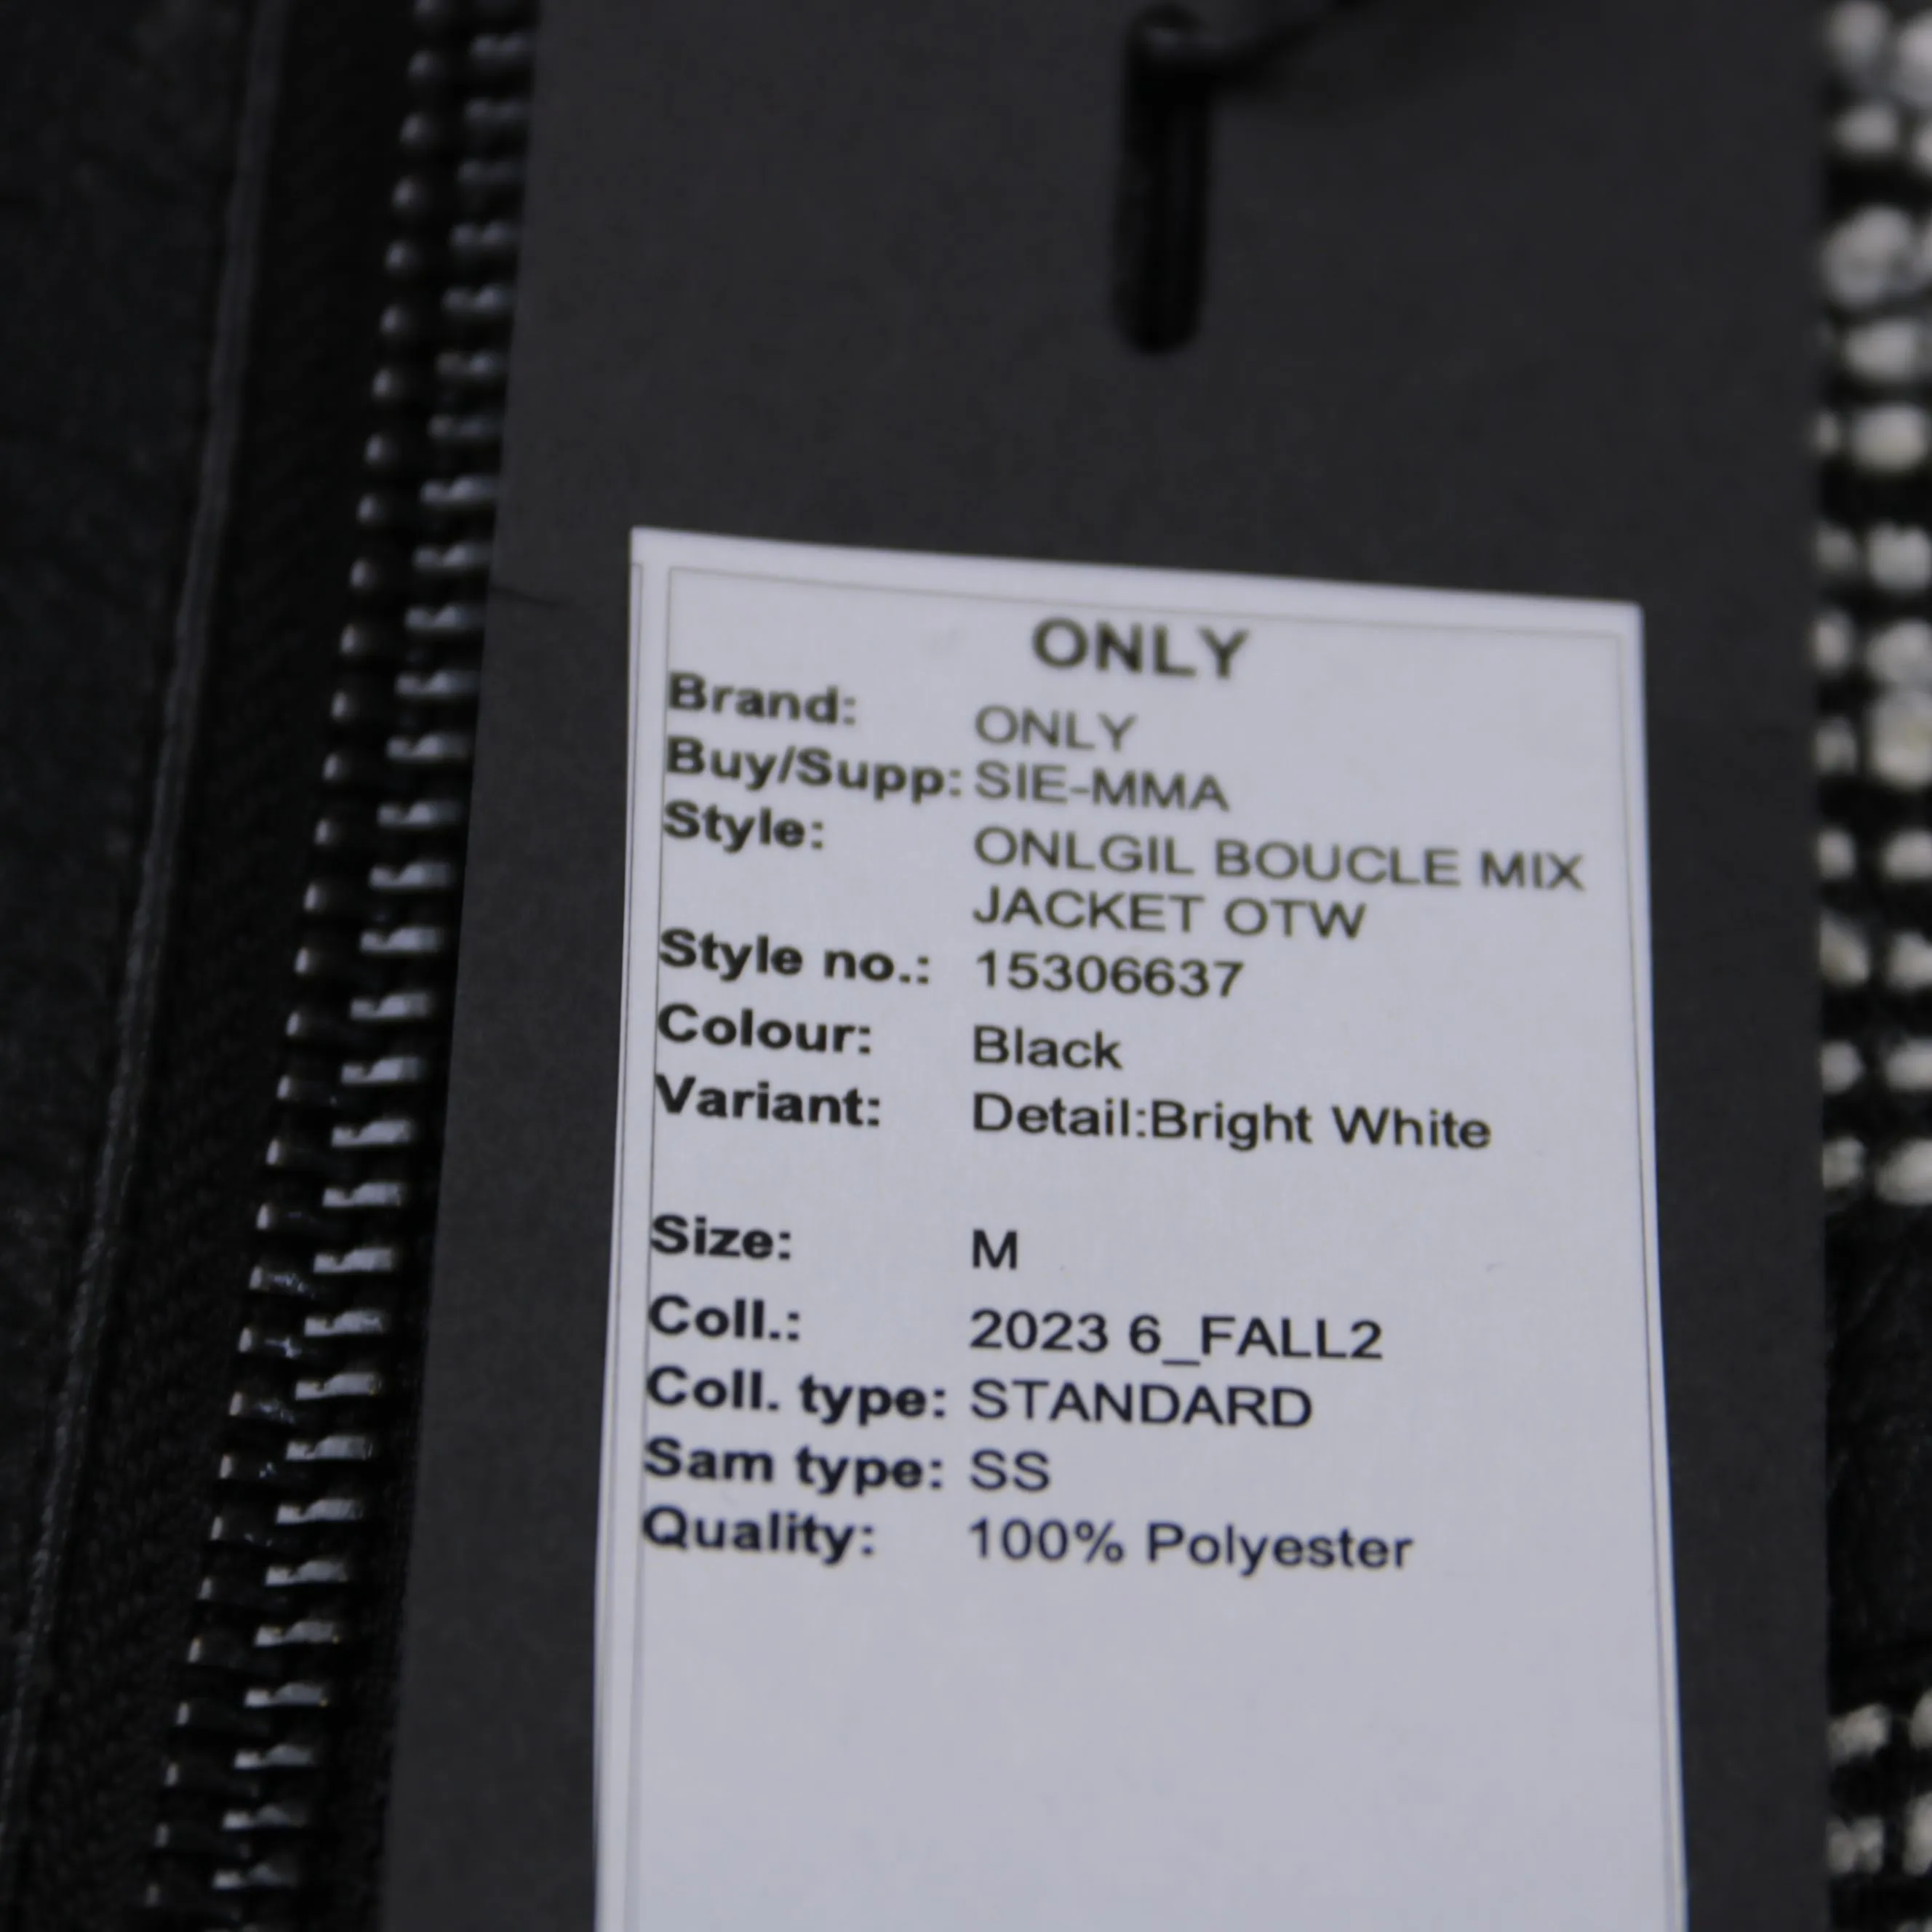 ONLY
Brand: ONLY
Buy/Supp: SIE-MMA
Style: ONLGIL BOUCLE MIX
JACKET OTW
Style no.: 15306637
Colour: Black
Variant: Detail:Bright White
Size: M
Coll.: 2023 6_FALL2
Coll. type: STANDARD
Sam type: SS
Quality: 100% Polyester